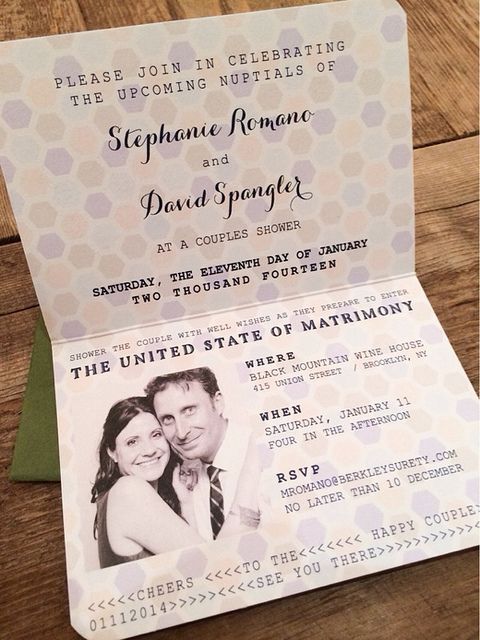 PLEASE JOIN IN CELEBRATING
THE UPCOMING NUPTIALS OF
Stephanie Romano
and
David Spangler
AT A COUPLES SHOWER
SATURDAY, THE ELEVENTH DAY OF JANUARY
TWO THOUSAND FOURTEEN
SHOWER THE COUPLE WITH WELL WISHES AS THEY PREPARE TO ENTER
THE UNITED STATE OF MATRIMONY
WHERE
BLACK MOUNTAIN WINE HOUSE
415 UNION STREET / BROOKLYN, NY
WHEN
SATURDAY, JANUARY 11
FOUR IN THE AFTERNOON
RSVP
MROMANO@BERKLEYSURETY.COM
NO LATER THAN 10 DECEMBER
<<<<<CHEERS <<<<TO THE<<<<<<< HAPPY COUPLE
01112014>>>>><<<<SEE YOU THERE>>>>>>>>>>>>